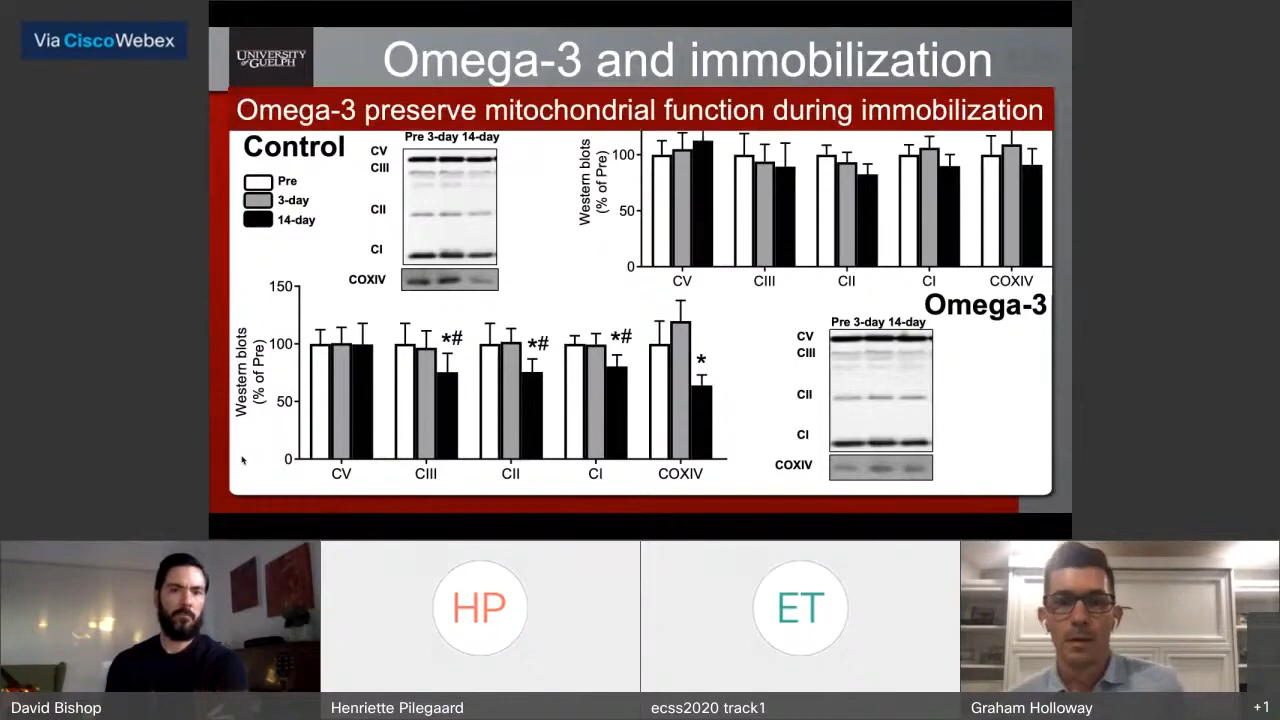 Via Cisco Webex
UNIVERSITY
OF GUELPH
Omega-3 and immobilization
Omega-3 preserve mitochondrial function during immobilization
Control
Pre
3-day
14-day
Pre 3-day 14-day
CV
CIII
CII
CI
COXIV
Western blots
(% of Pre)
100
50
0
CV CIII CII CI COXIV
Omega-3
Western blots
(% of Pre)
150
100
50
0
*#
*#
*#
*
CV CIII CII CI COXIV
Pre 3-day 14-day
CV
CIII
CII
CI
COXIV
HP
ET
David Bishop
Henriette Pilegaard
ecss2020 track1
Graham Holloway
+1